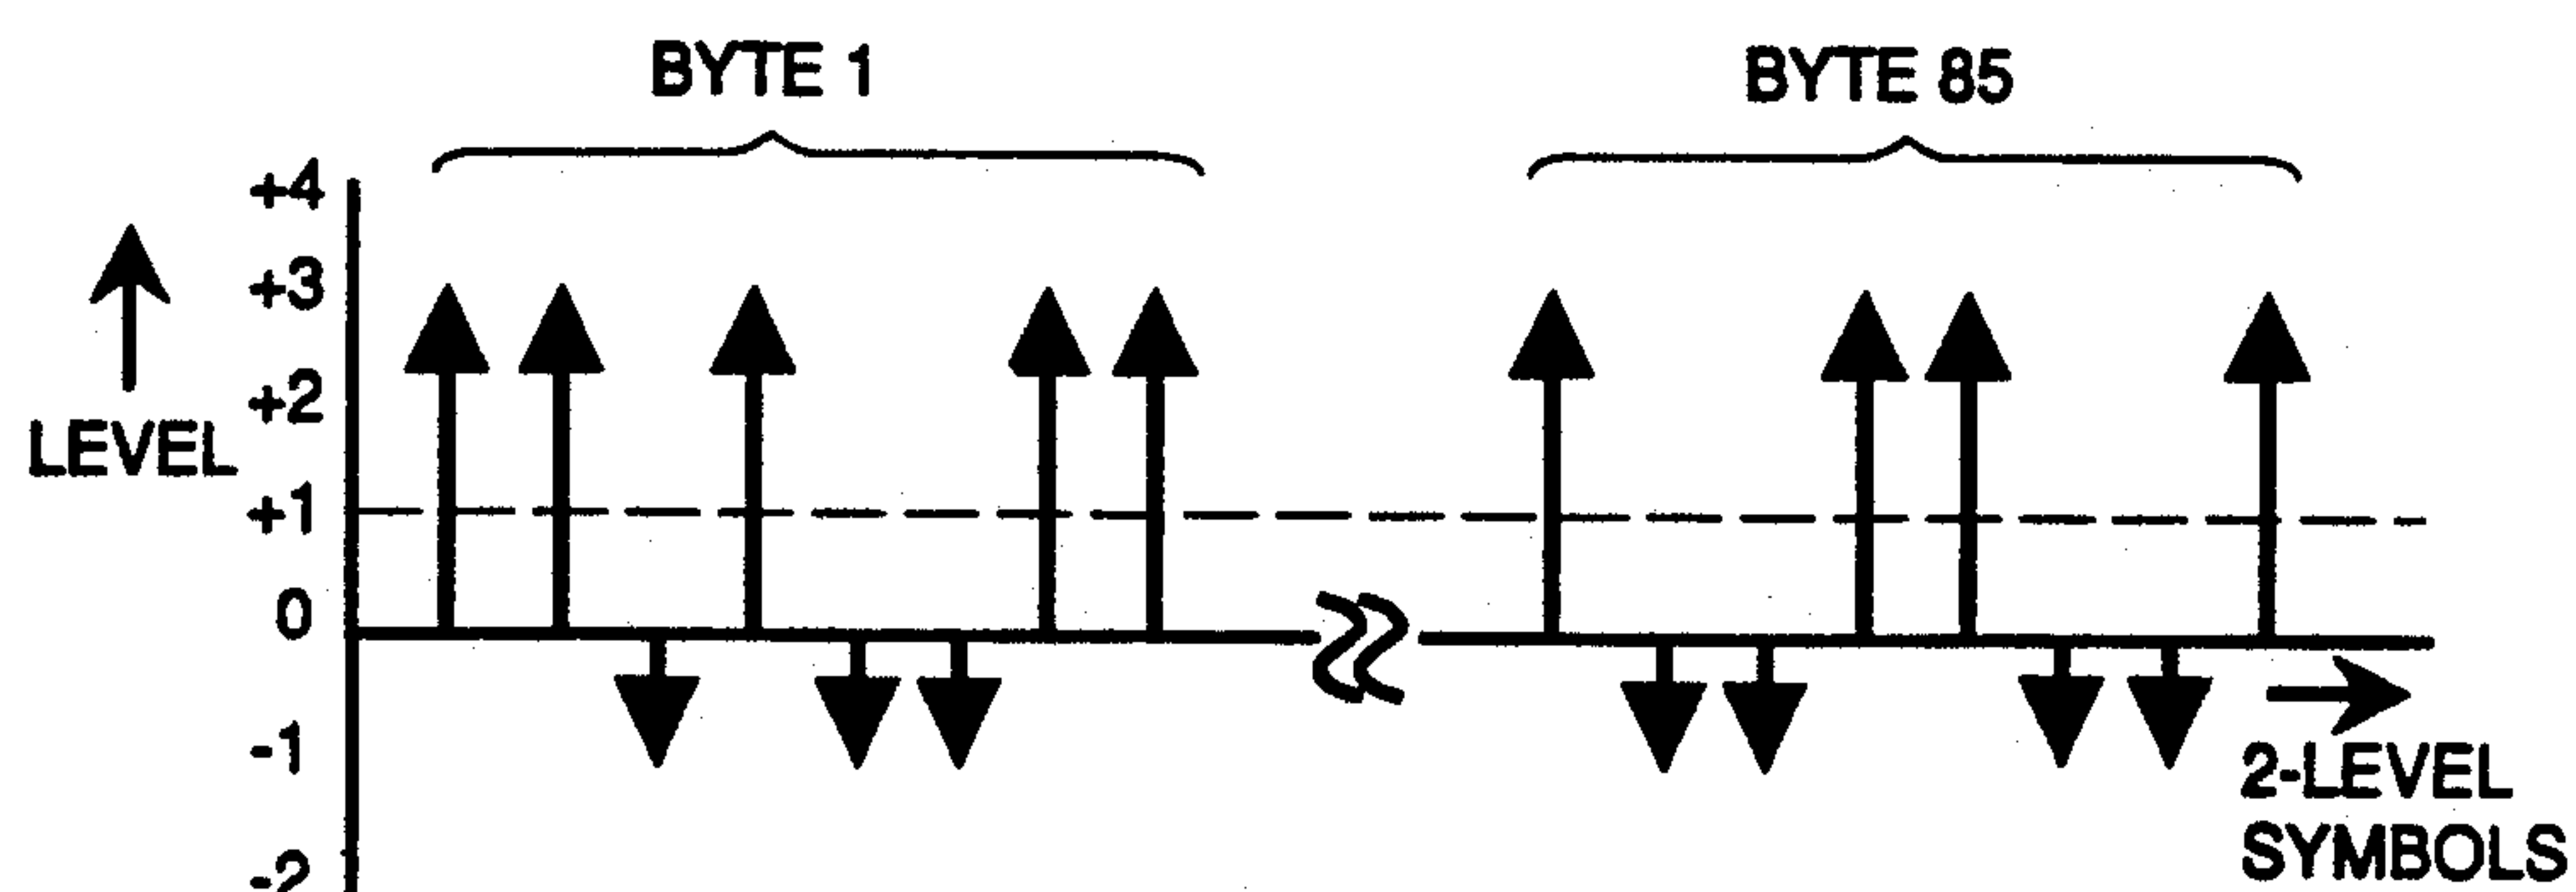 BYTE 1
BYTE 85
+4
+3
+2
LEVEL
+1
0
-1
2-LEVEL
SYMBOLS
-2